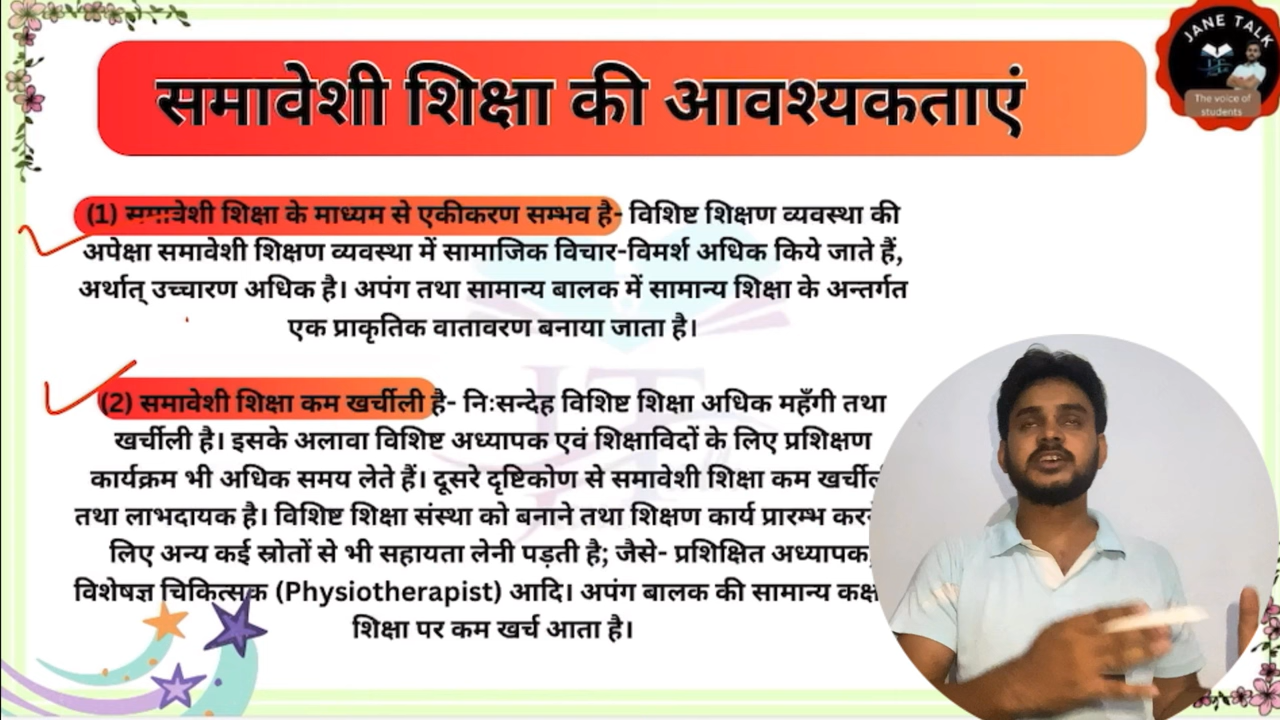 समावेशी शिक्षा की आवश्यकताएं
JANE TALK
The voice of
students
(1) समावेशी शिक्षा के माध्यम से एकीकरण सम्भव है- विशिष्ट शिक्षण व्यवस्था की
अपेक्षा समावेशी शिक्षण व्यवस्था में सामाजिक विचार-विमर्श अधिक किये जाते हैं,
अर्थात् उच्चारण अधिक है। अपंग तथा सामान्य बालक में सामान्य शिक्षा के अन्तर्गत
एक प्राकृतिक वातावरण बनाया जाता है।
(2) समावेशी शिक्षा कम खर्चीली है- निःसन्देह विशिष्ट शिक्षा अधिक महँगी तथा
खर्चीली है। इसके अलावा विशिष्ट अध्यापक एवं शिक्षाविदों के लिए प्रशिक्षण
कार्यक्रम भी अधिक समय लेते हैं। दूसरे दृष्टिकोण से समावेशी शिक्षा कम
तथा लाभदायक है। विशिष्ट शिक्षा संस्था को बनाने तथा शिक्षण कार्य प्रारम्भ
लिए अन्य कई स्रोतों से भी सहायता लेनी पड़ती है; जैसे- प्रशिक्षित अध्यापक,
विशेषज्ञ चिकित्सक (Physiotherapist) आदि। अपंग बालक की सामान्य
शिक्षा पर कम खर्च आता है।